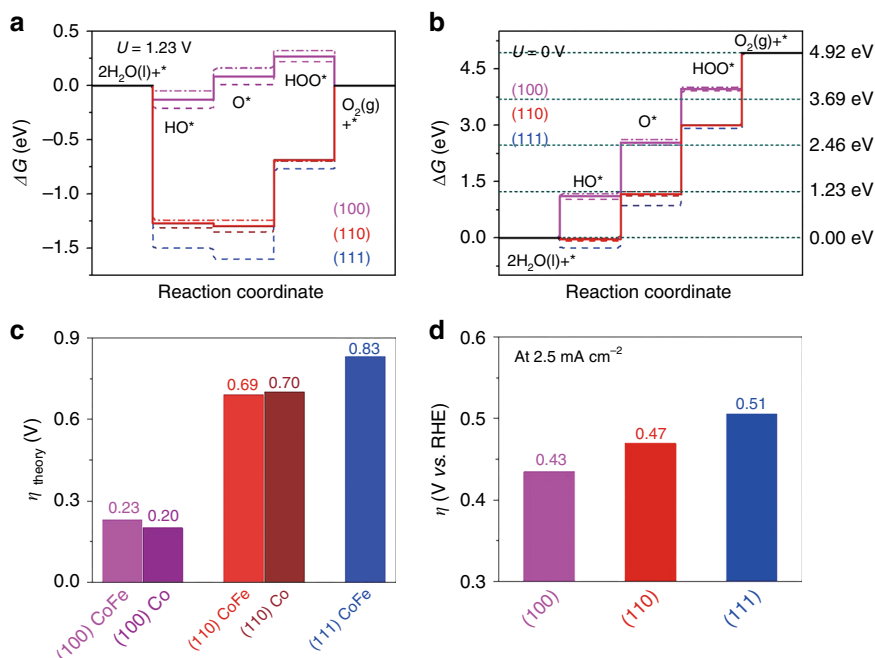 a
U = 1.23 V
2H₂O(l)+*
HO*
O*
HOO*
O₂(g)
+*
(100)
(110)
(111)
0.5
0.0
−0.5
−1.0
−1.5
ΔG (eV)
Reaction coordinate
b
U = 0 V
O₂(g)+*
HOO*
O*
HO*
2H₂O(l)+*
(100)
(110)
(111)
4.5
3.0
1.5
0.0
ΔG (eV)
4.92 eV
3.69 eV
2.46 eV
1.23 eV
0.00 eV
Reaction coordinate
c
0.9
0.6
0.3
0.0
η theory (V)
0.23
0.20
0.69
0.70
0.83
(100) CoFe
(100) Co
(110) CoFe
(110) Co
(111) CoFe
d
At 2.5 mA cm⁻²
0.6
0.5
0.4
0.3
η (V vs. RHE)
0.43
0.47
0.51
(100)
(110)
(111)